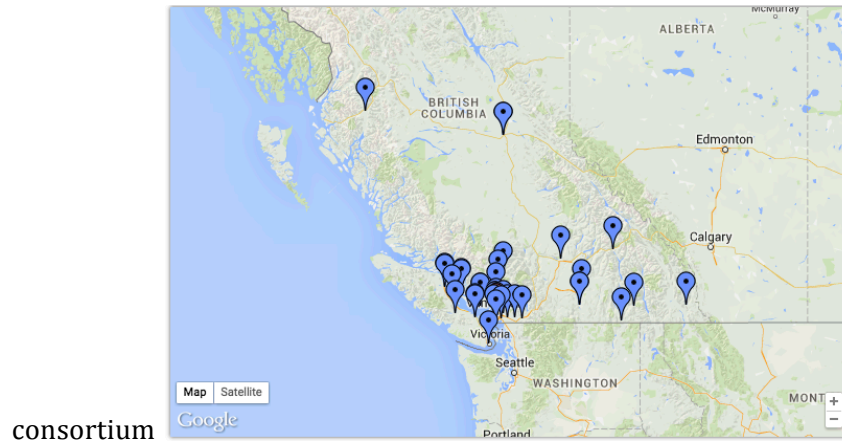 McMurray
ALBERTA
BRITISH
COLUMBIA
Edmonton
Calgary
Victoria
Seattle
WASHINGTON
MONT
+
−
Map Satellite
Google
Portland
consortium